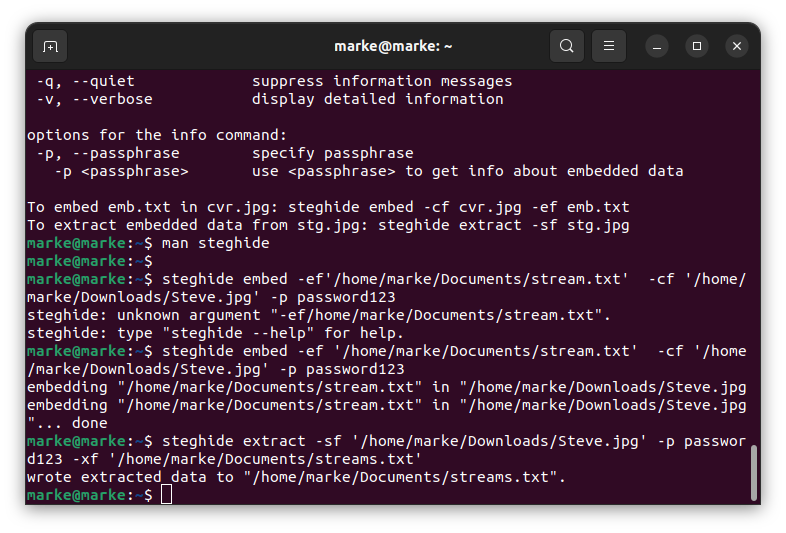 marke@marke: ~
-q, --quiet             suppress information messages
-v, --verbose           display detailed information
options for the info command:
-p, --passphrase        specify passphrase
-p <passphrase>       use <passphrase> to get info about embedded data
To embed emb.txt in cvr.jpg: steghide embed -cf cvr.jpg -ef emb.txt
To extract embedded data from stg.jpg: steghide extract -sf stg.jpg
marke@marke:~$ man steghide
marke@marke:~$
marke@marke:~$ steghide embed -ef'/home/marke/Documents/stream.txt'  -cf '/home/
marke/Downloads/Steve.jpg' -p password123
steghide: unknown argument "-ef/home/marke/Documents/stream.txt".
steghide: type "steghide --help" for help.
marke@marke:~$ steghide embed -ef '/home/marke/Documents/stream.txt'  -cf '/home
/marke/Downloads/Steve.jpg' -p password123
embedding "/home/marke/Documents/stream.txt" in "/home/marke/Downloads/Steve.jpg
embedding "/home/marke/Documents/stream.txt" in "/home/marke/Downloads/Steve.jpg
"... done
marke@marke:~$ steghide extract -sf '/home/marke/Downloads/Steve.jpg' -p passwor
d123 -xf '/home/marke/Documents/streams.txt'
wrote extracted data to "/home/marke/Documents/streams.txt".
marke@marke:~$